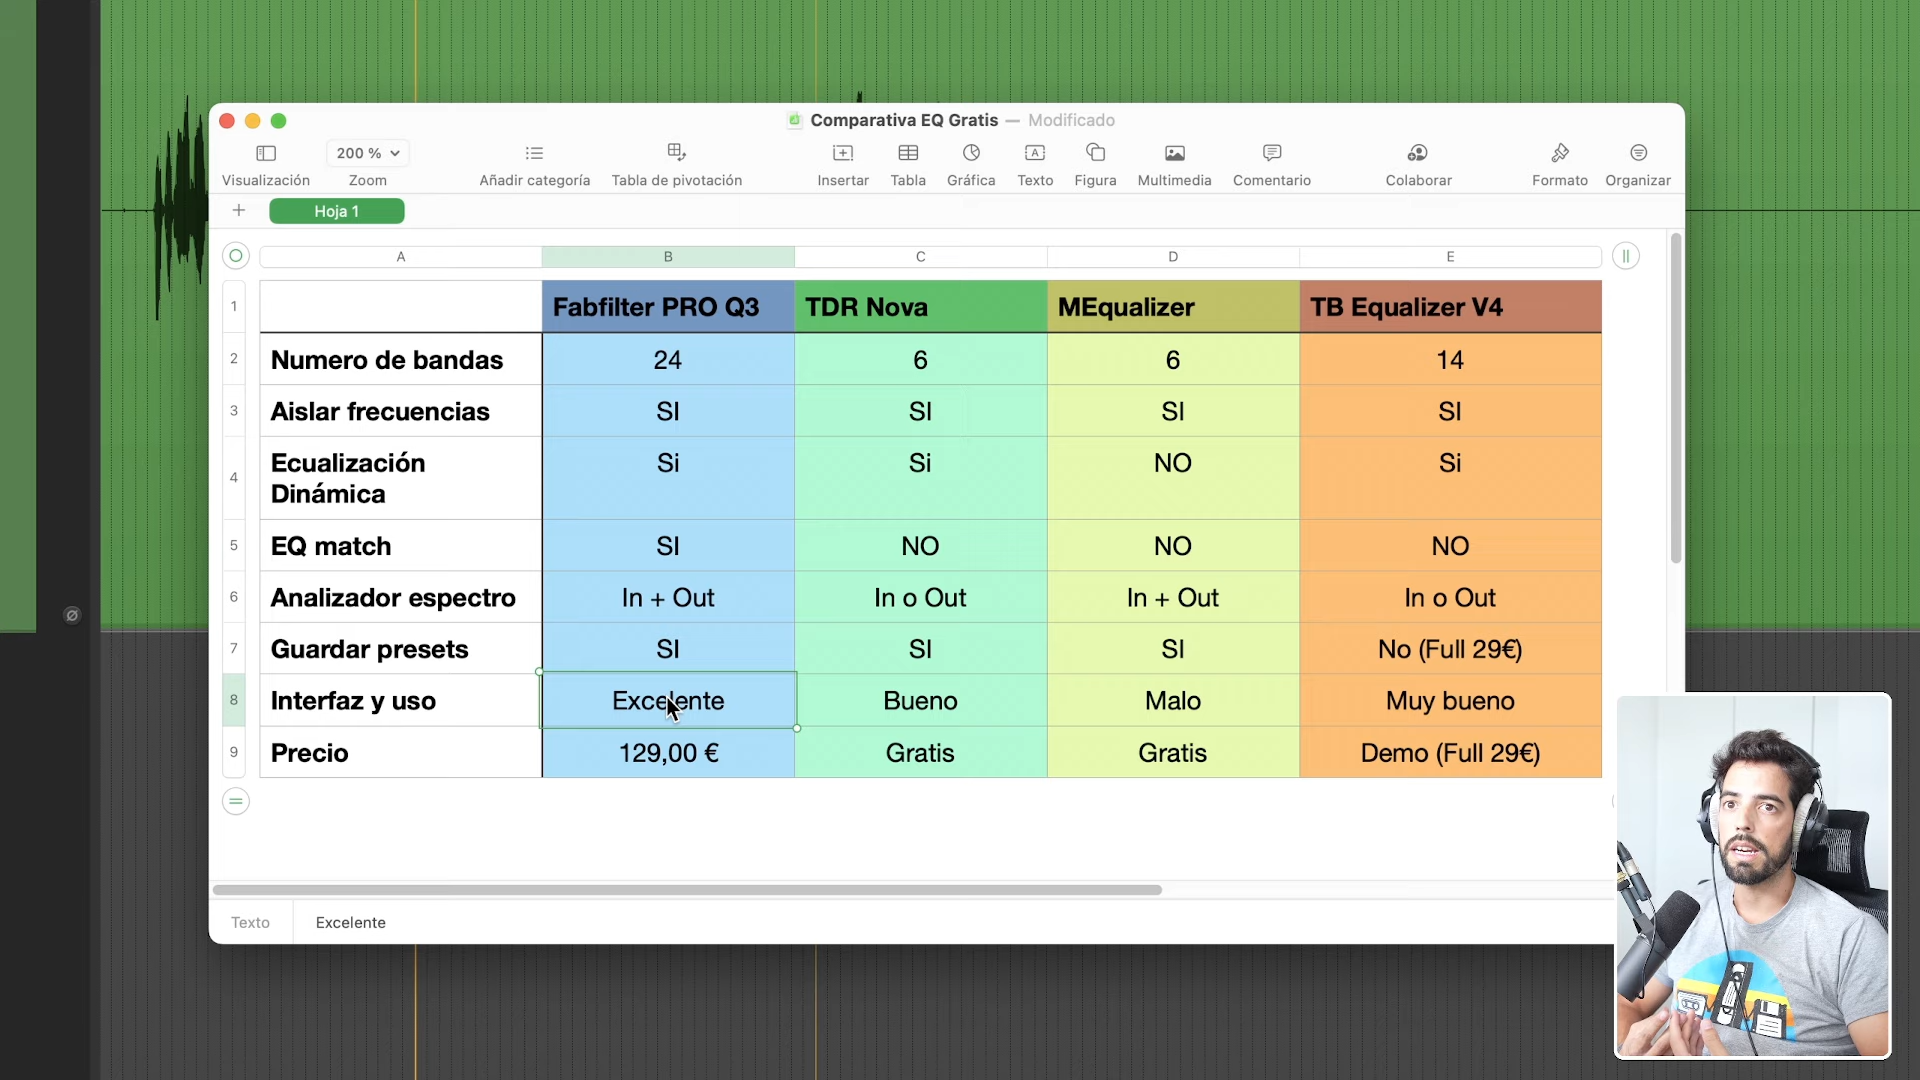 Comparativa EQ Gratis — Modificado
200 %
Visualización
Zoom
Añadir categoría
Tabla de pivotación
Insertar
Tabla
Gráfica
Texto
Figura
Multimedia
Comentario
Colaborar
Formato
Organizar
Hoja 1
A B C D E
1 Fabfilter PRO Q3 TDR Nova MEqualizer TB Equalizer V4
2 Numero de bandas 24 6 6 14
3 Aislar frecuencias SI SI SI SI
4 Ecualización Si Si NO Si
Dinámica
5 EQ match SI NO NO NO
6 Analizador espectro In + Out In o Out In + Out In o Out
7 Guardar presets SI SI SI No (Full 29€)
8 Interfaz y uso Excelente Bueno Malo Muy bueno
9 Precio 129,00 € Gratis Gratis Demo (Full 29€)
Texto Excelente